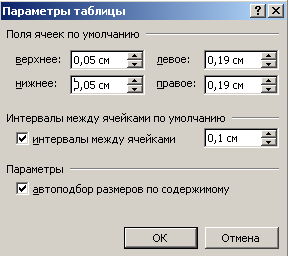 Параметры таблицы
Поля ячеек по умолчанию
верхнее: 0,05 см левое: 0,19 см
нижнее: 0,05 см правое: 0,19 см
Интервалы между ячейками по умолчанию
интервалы между ячейками 0,1 см
Параметры
автоподбор размеров по содержимому
ОК Отмена